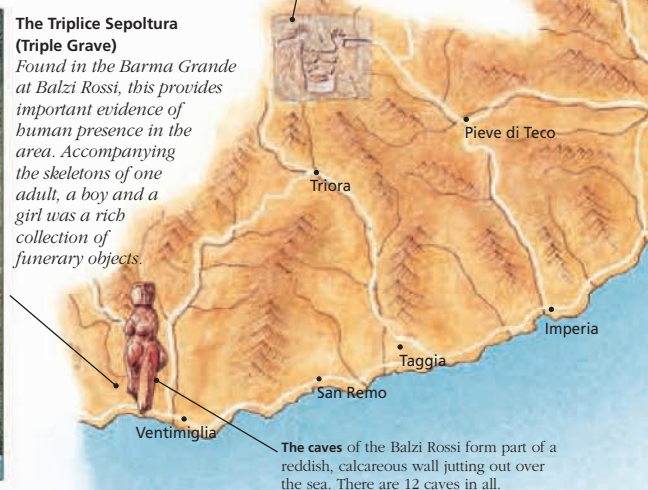 The Triplice Sepoltura
(Triple Grave)
Found in the Barma Grande
at Balzi Rossi, this provides
important evidence of
human presence in the
area. Accompanying
the skeletons of one
adult, a boy and a
girl was a rich
collection of
funerary objects.
Pieve di Teco
Triora
Imperia
Taggia
San Remo
Ventimiglia
The caves of the Balzi Rossi form part of a
reddish, calcareous wall jutting out over
the sea. There are 12 caves in all.